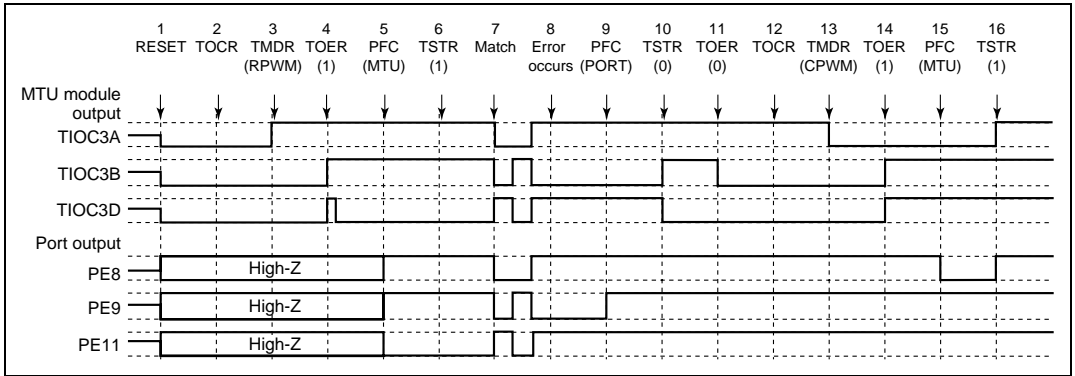 1 2 3 4 5 6 7 8 9 10 11 12 13 14 15 16
RESET TOCR TMDR TOER PFC TSTR Match Error PFC TSTR TOER TOCR TMDR TOER PFC TSTR
(RPWM) (1) (MTU) (1) occurs (PORT) (0) (0) (CPWM) (1) (MTU) (1)
MTU module
output
TIOC3A
TIOC3B
TIOC3D
Port output
PE8 High-Z
PE9 High-Z
PE11 High-Z